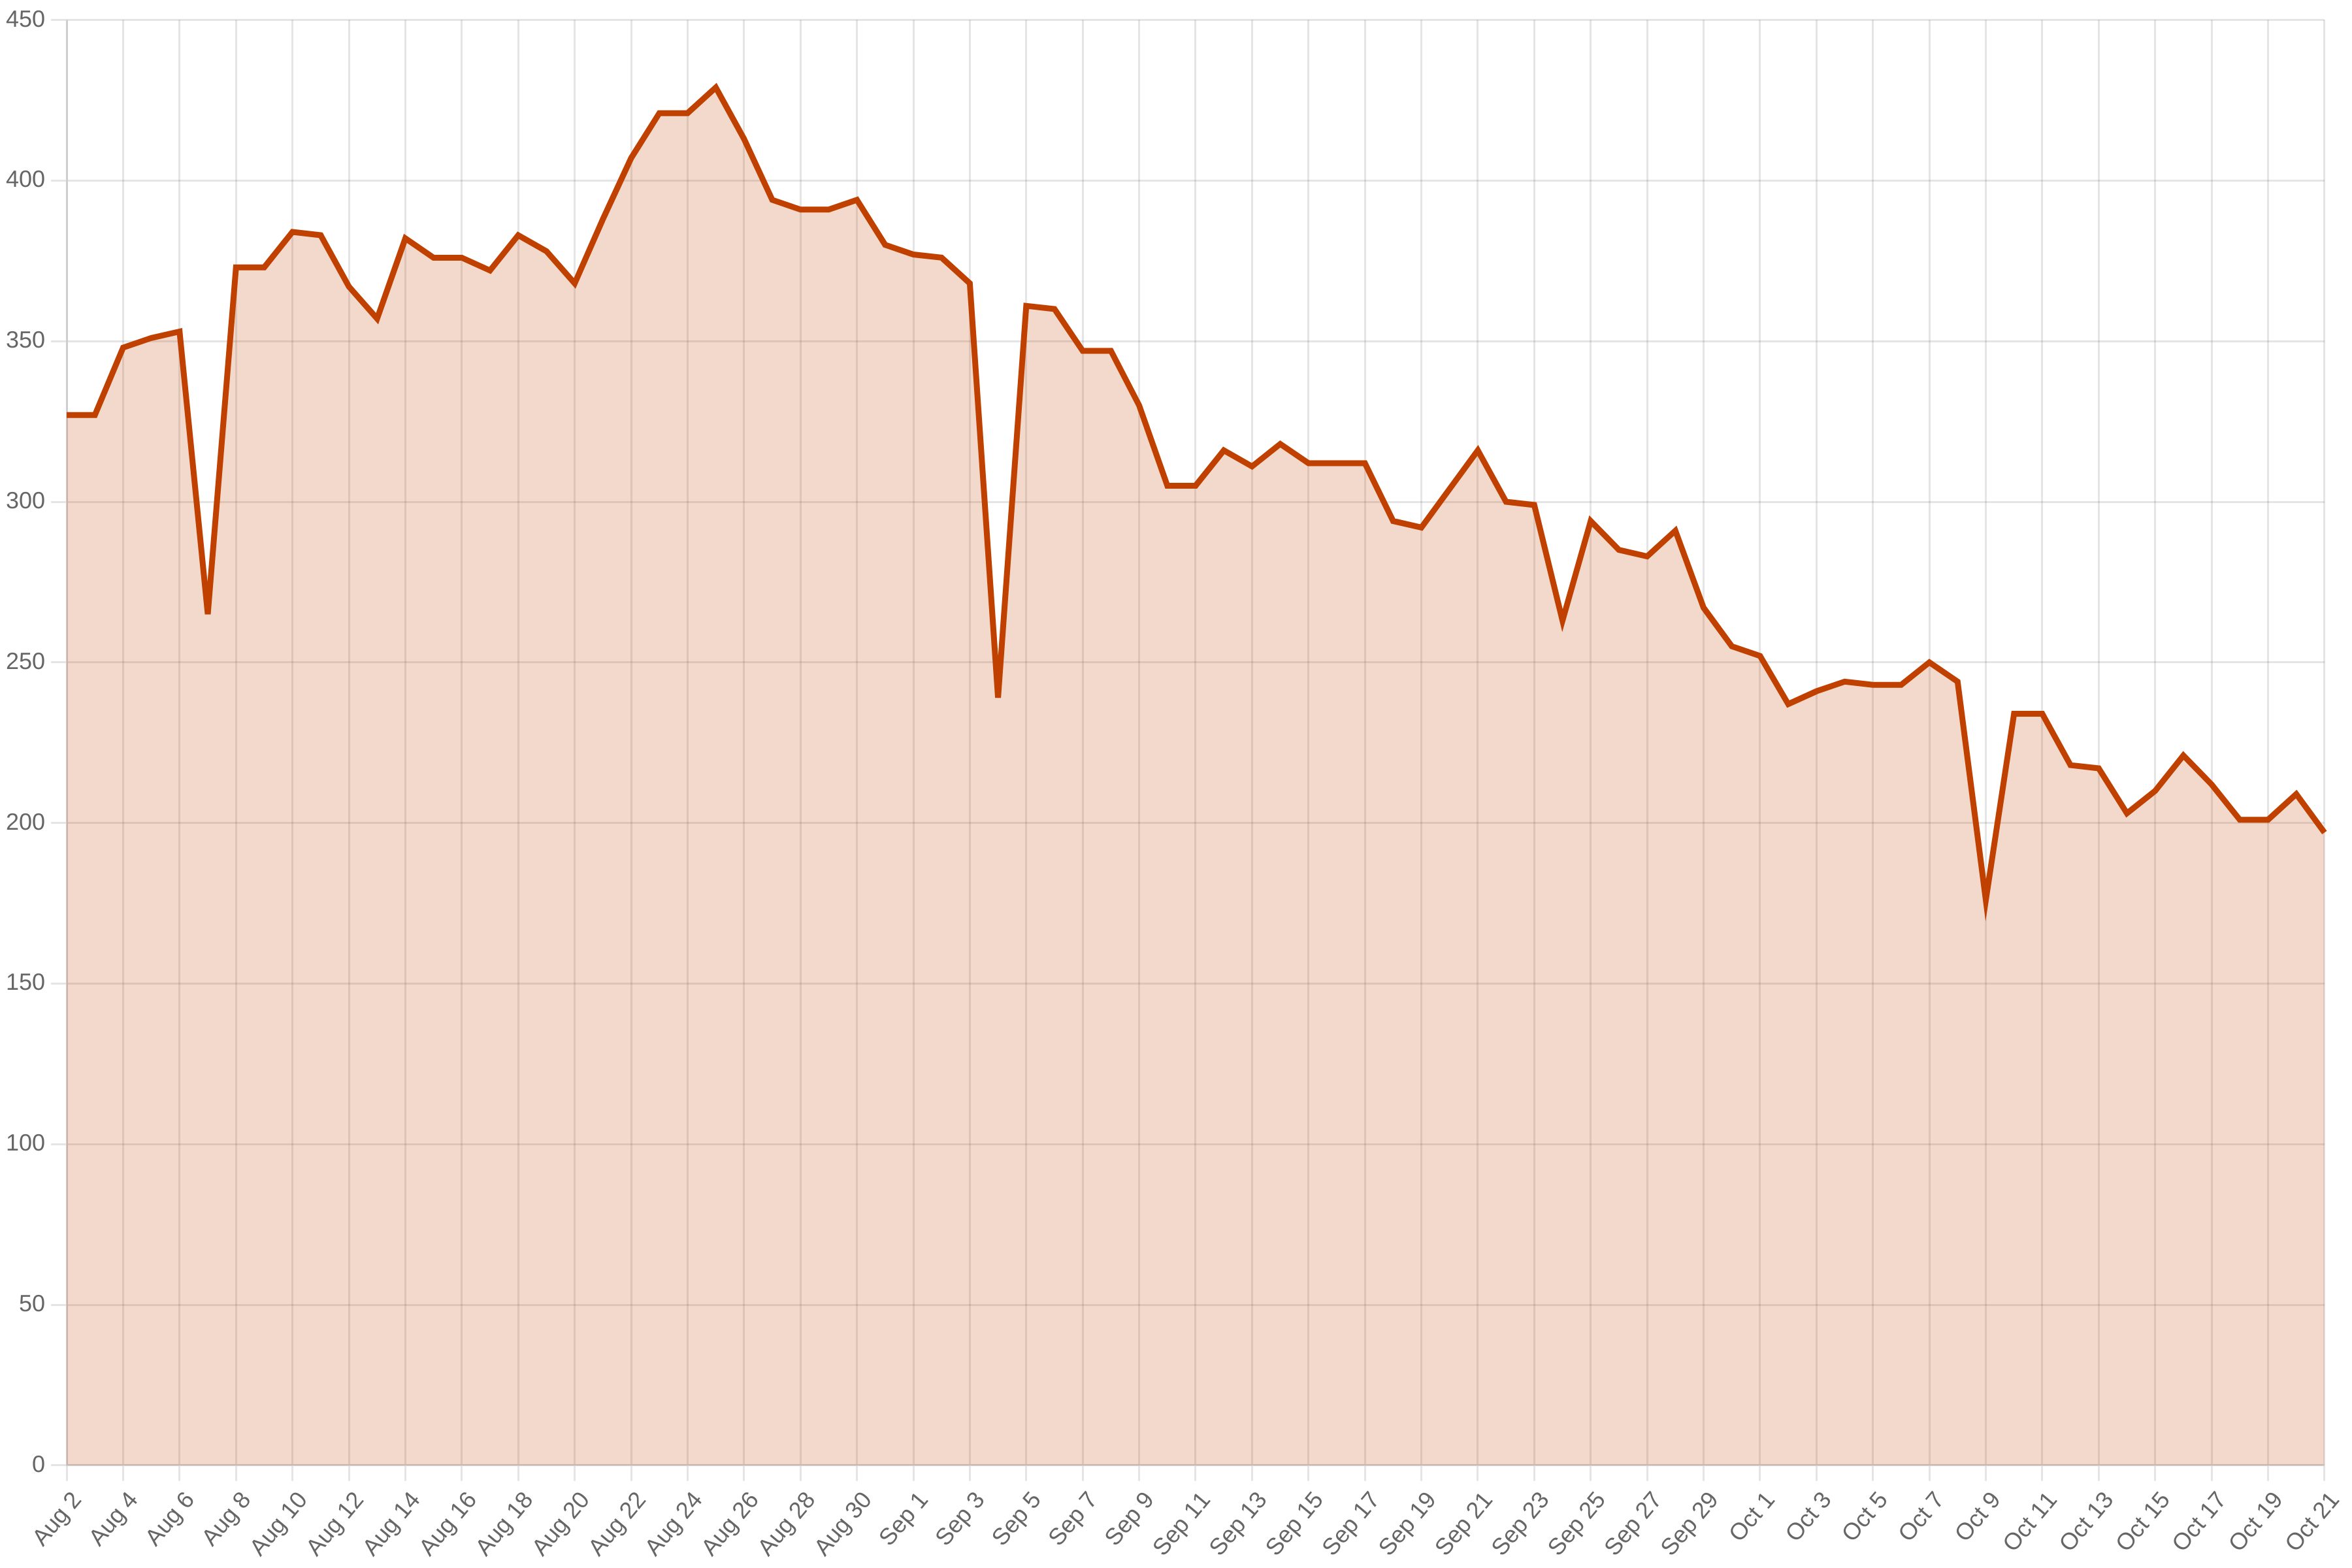 450
400
350
300
250
200
150
100
50
0
Aug 2
Aug 4
Aug 6
Aug 8
Aug 10
Aug 12
Aug 14
Aug 16
Aug 18
Aug 20
Aug 22
Aug 24
Aug 26
Aug 28
Aug 30
Sep 1
Sep 3
Sep 5
Sep 7
Sep 9
Sep 11
Sep 13
Sep 15
Sep 17
Sep 19
Sep 21
Sep 23
Sep 25
Sep 27
Sep 29
Oct 1
Oct 3
Oct 5
Oct 7
Oct 9
Oct 11
Oct 13
Oct 15
Oct 17
Oct 19
Oct 21